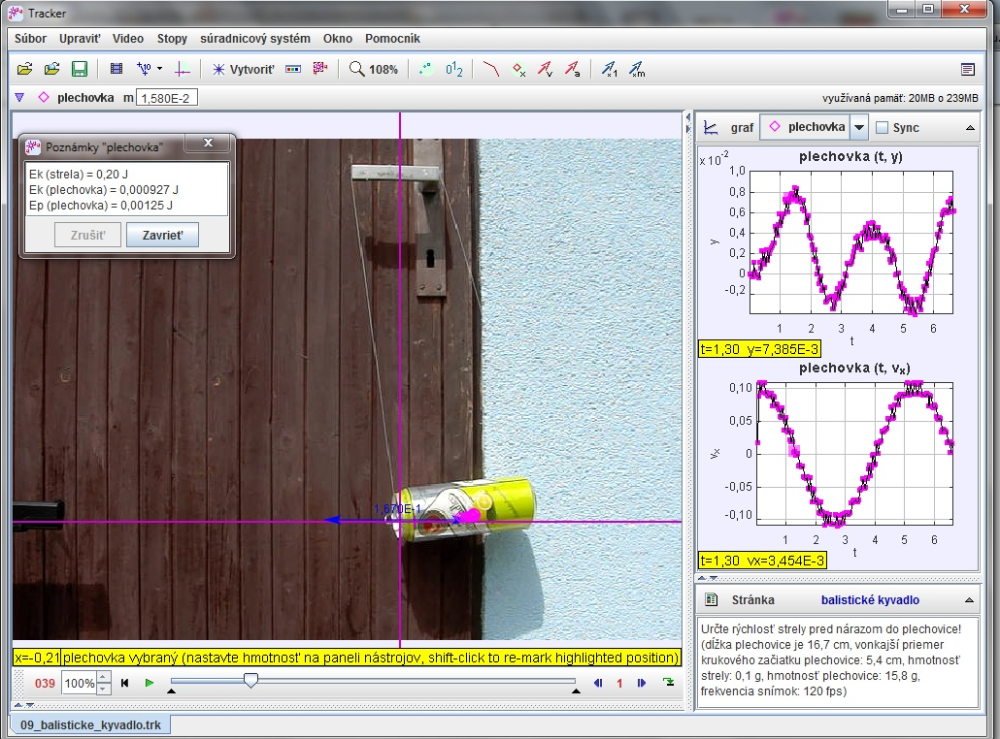 Tracker
Súbor Upraviť Video Stopy súradnicový systém Okno Pomocník
Vytvoriť 108%
plechovka m 1,580E-2 využívaná pamäť: 20MB o 239MB
Poznámky "plechovka"
Ek (strela) = 0,20 J
Ek (plechovka) = 0,000927 J
Ep (plechovka) = 0,00125 J
Zrušiť Zavrieť
1,670E-1
graf plechovka Sync
plechovka (t, y)
x 10⁻²
1,0
0,8
0,6
0,4
0,2
0
-0,2
y
1 2 3 4 5 6
t
t=1,30 y=7,385E-3
plechovka (t, vₓ)
0,10
0,05
0
-0,05
-0,10
vₓ
1 2 3 4 5 6
t
t=1,30 vx=3,454E-3
Stránka balistické kyvadlo
Určte rýchlosť strely pred nárazom do plechovice!
(dĺžka plechovice je 16,7 cm, vonkajší priemer
krukového začiatku plechovice: 5,4 cm, hmotnosť
strely: 0,1 g, hmotnosť plechovice: 15,8 g,
frekvencia snímok: 120 fps)
x=-0,21 plechovka vybraný (nastavte hmotnosť na paneli nástrojov, shift-click to re-mark highlighted position)
039 100% 1
09_balisticke_kyvadlo.trk